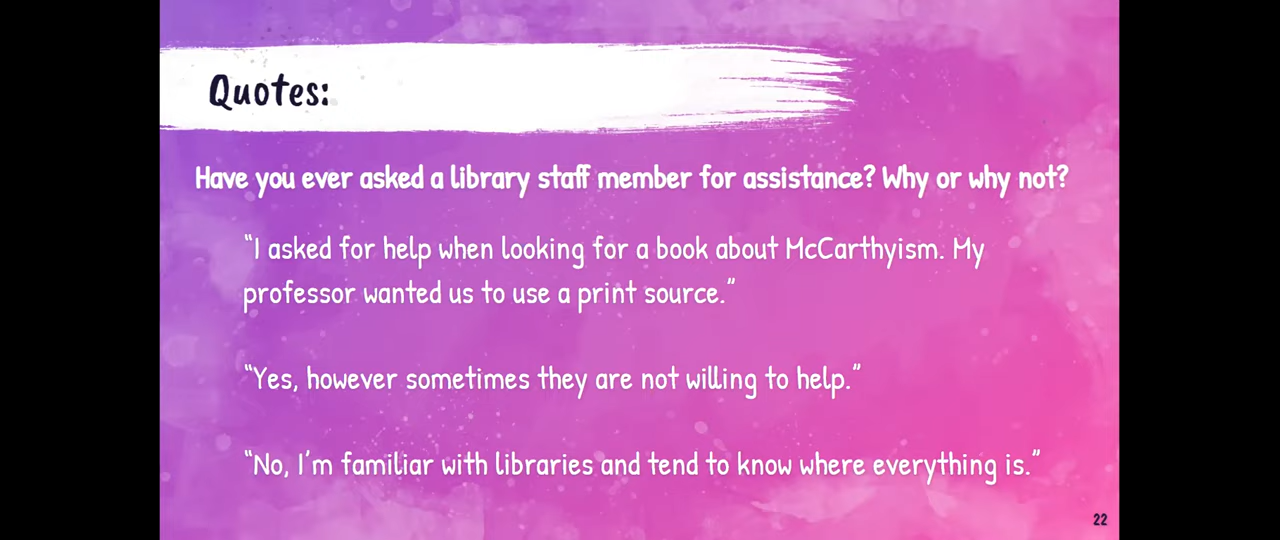 Quotes:
Have you ever asked a library staff member for assistance? Why or why not?
“I asked for help when looking for a book about McCarthyism. My
professor wanted us to use a print source.”
“Yes, however sometimes they are not willing to help.”
“No, I’m familiar with libraries and tend to know where everything is.”
22